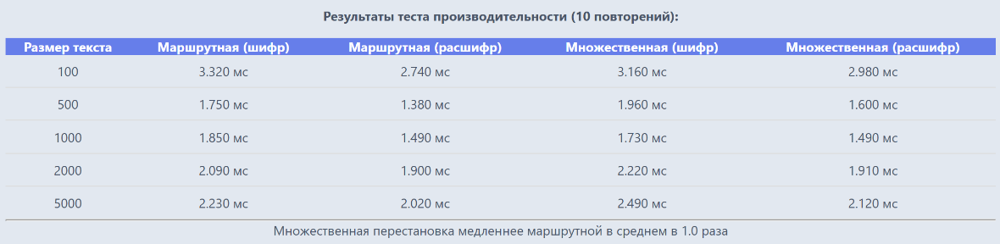 Результаты теста производительности (10 повторений):
Размер текста Маршрутная (шифр) Маршрутная (расшифр) Множественная (шифр) Множественная (расшифр)
100 3.320 мс 2.740 мс 3.160 мс 2.980 мс
500 1.750 мс 1.380 мс 1.960 мс 1.600 мс
1000 1.850 мс 1.490 мс 1.730 мс 1.490 мс
2000 2.090 мс 1.900 мс 2.220 мс 1.910 мс
5000 2.230 мс 2.020 мс 2.490 мс 2.120 мс
Множественная перестановка медленнее маршрутной в среднем в 1.0 раза